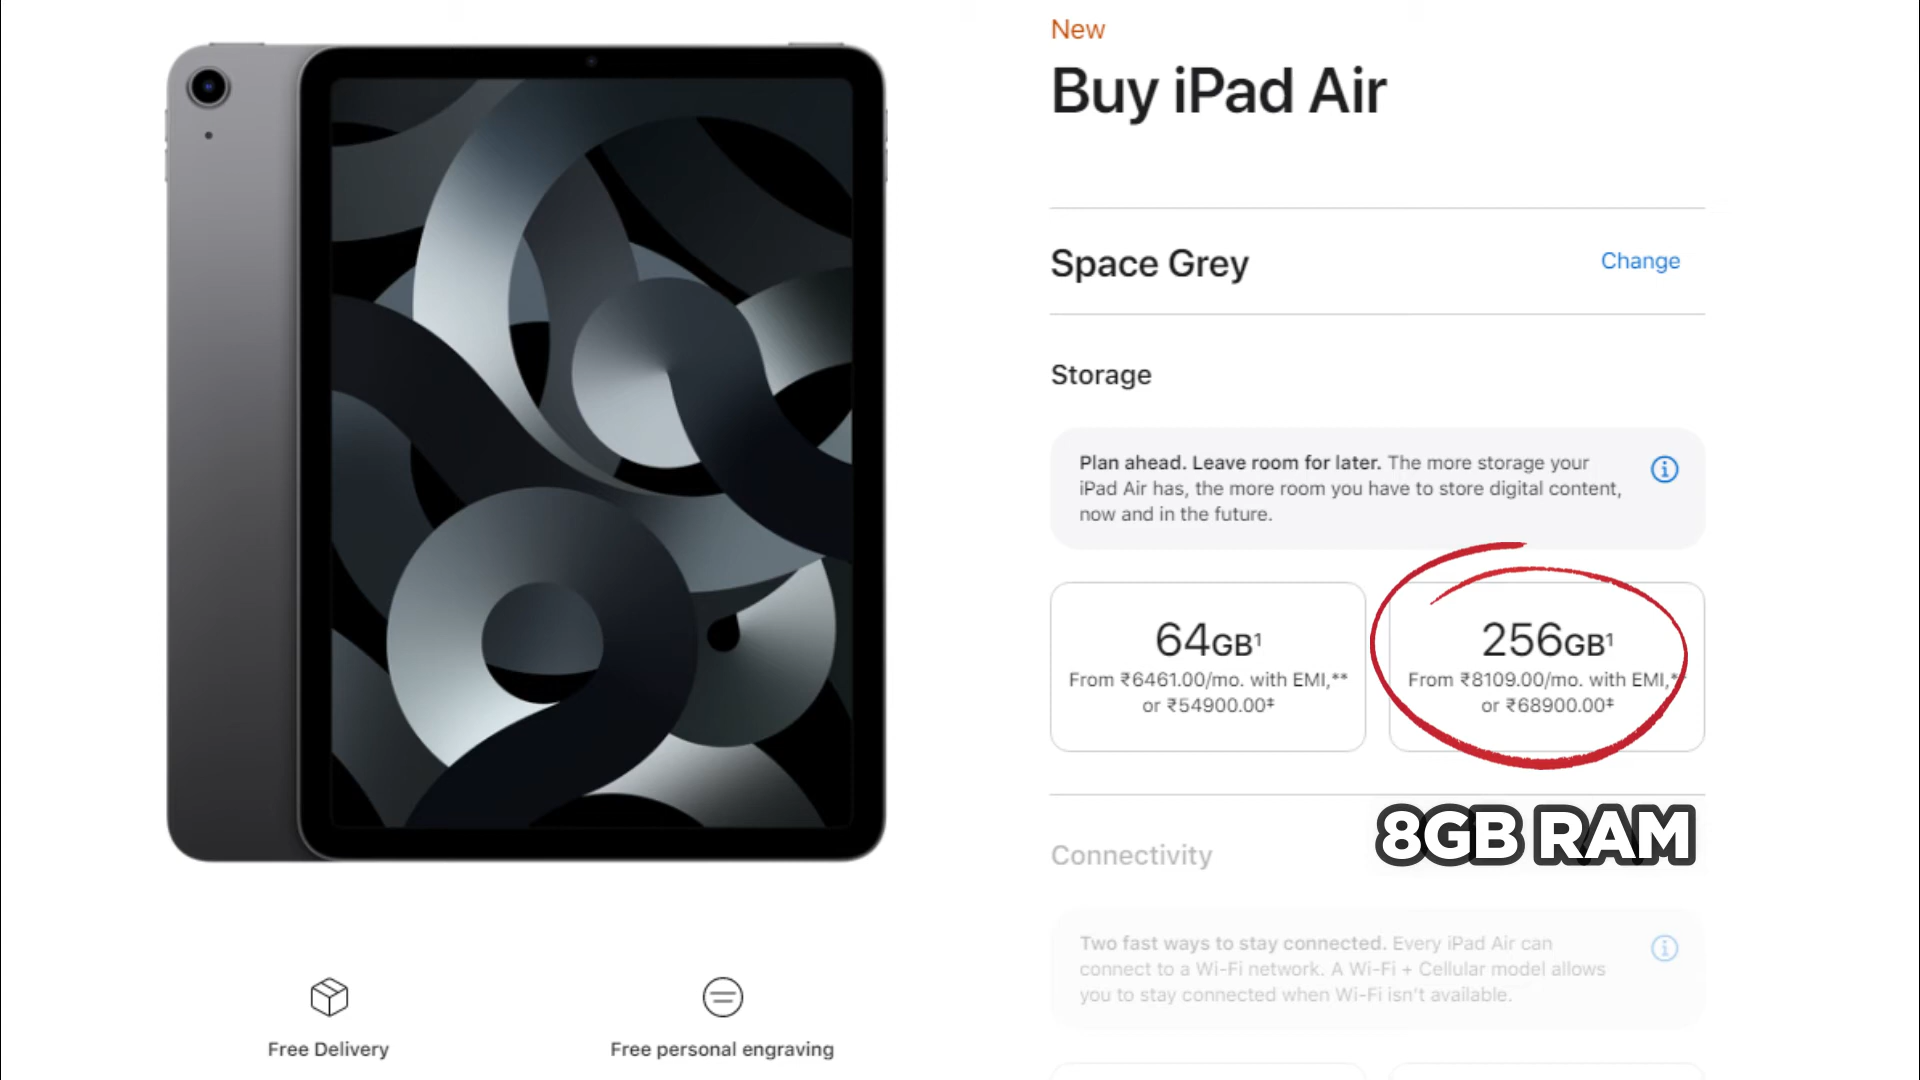 New
Buy iPad Air
Space Grey
Change
Storage
Plan ahead. Leave room for later. The more storage your
iPad Air has, the more room you have to store digital content,
now and in the future.
64GB¹
From ₹6461.00/mo. with EMI,**
or ₹54900.00‡
256GB¹
From ₹8109.00/mo. with EMI,**
or ₹68900.00‡
8GB RAM
Connectivity
Two fast ways to stay connected. Every iPad Air can
connect to a Wi-Fi network. A Wi-Fi + Cellular model allows
you to stay connected when Wi-Fi isn't available.
Free Delivery
Free personal engraving